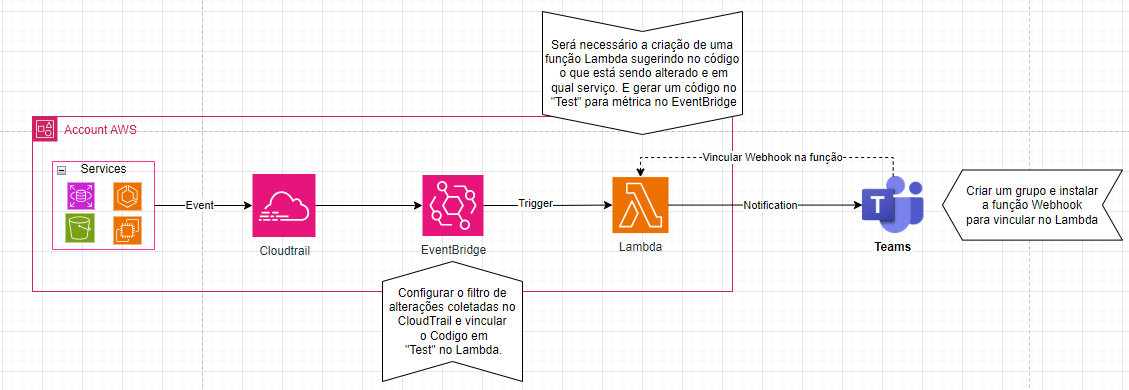 Será necessário a criação de uma
função Lambda sugerindo no código
o que está sendo alterado e em
qual serviço. E gerar um código no
"Test" para métrica no EventBridge
Account AWS
Services
Event
Cloudtrail
EventBridge
Trigger
Lambda
Vincular Webhook na função
Notification
T
Teams
Criar um grupo e instalar
a função Webhook
para vincular no Lambda
Configurar o filtro de
alterações coletadas no
CloudTrail e vincular
o Codigo em
"Test" no Lambda.